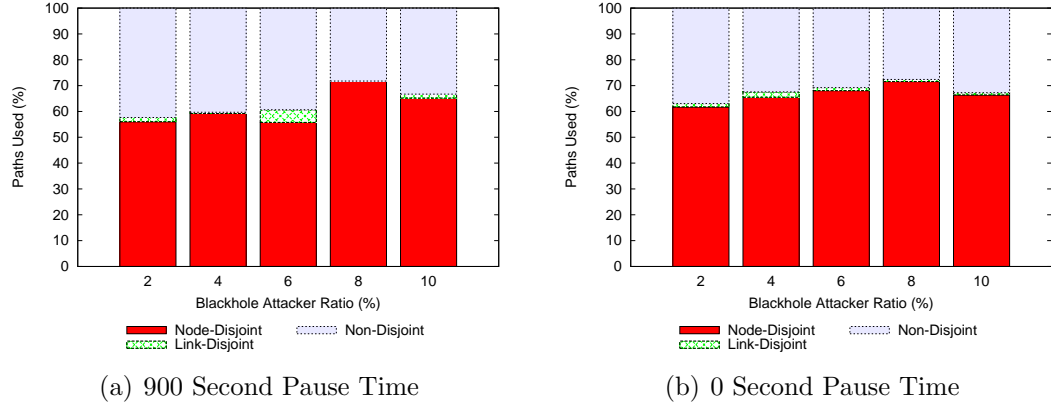 100
90
80
70
60
50
40
30
20
10
0
Paths Used (%)
2 4 6 8 10
Blackhole Attacker Ratio (%)
Node-Disjoint Non-Disjoint
Link-Disjoint
(a) 900 Second Pause Time
100
90
80
70
60
50
40
30
20
10
0
Paths Used (%)
2 4 6 8 10
Blackhole Attacker Ratio (%)
Node-Disjoint Non-Disjoint
Link-Disjoint
(b) 0 Second Pause Time